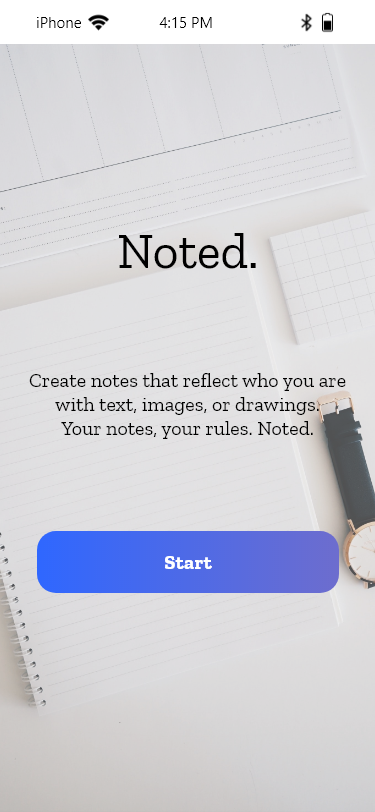 iPhone 4:15 PM
Noted.
Create notes that reflect who you are
with text, images, or drawings.
Your notes, your rules. Noted.
Start